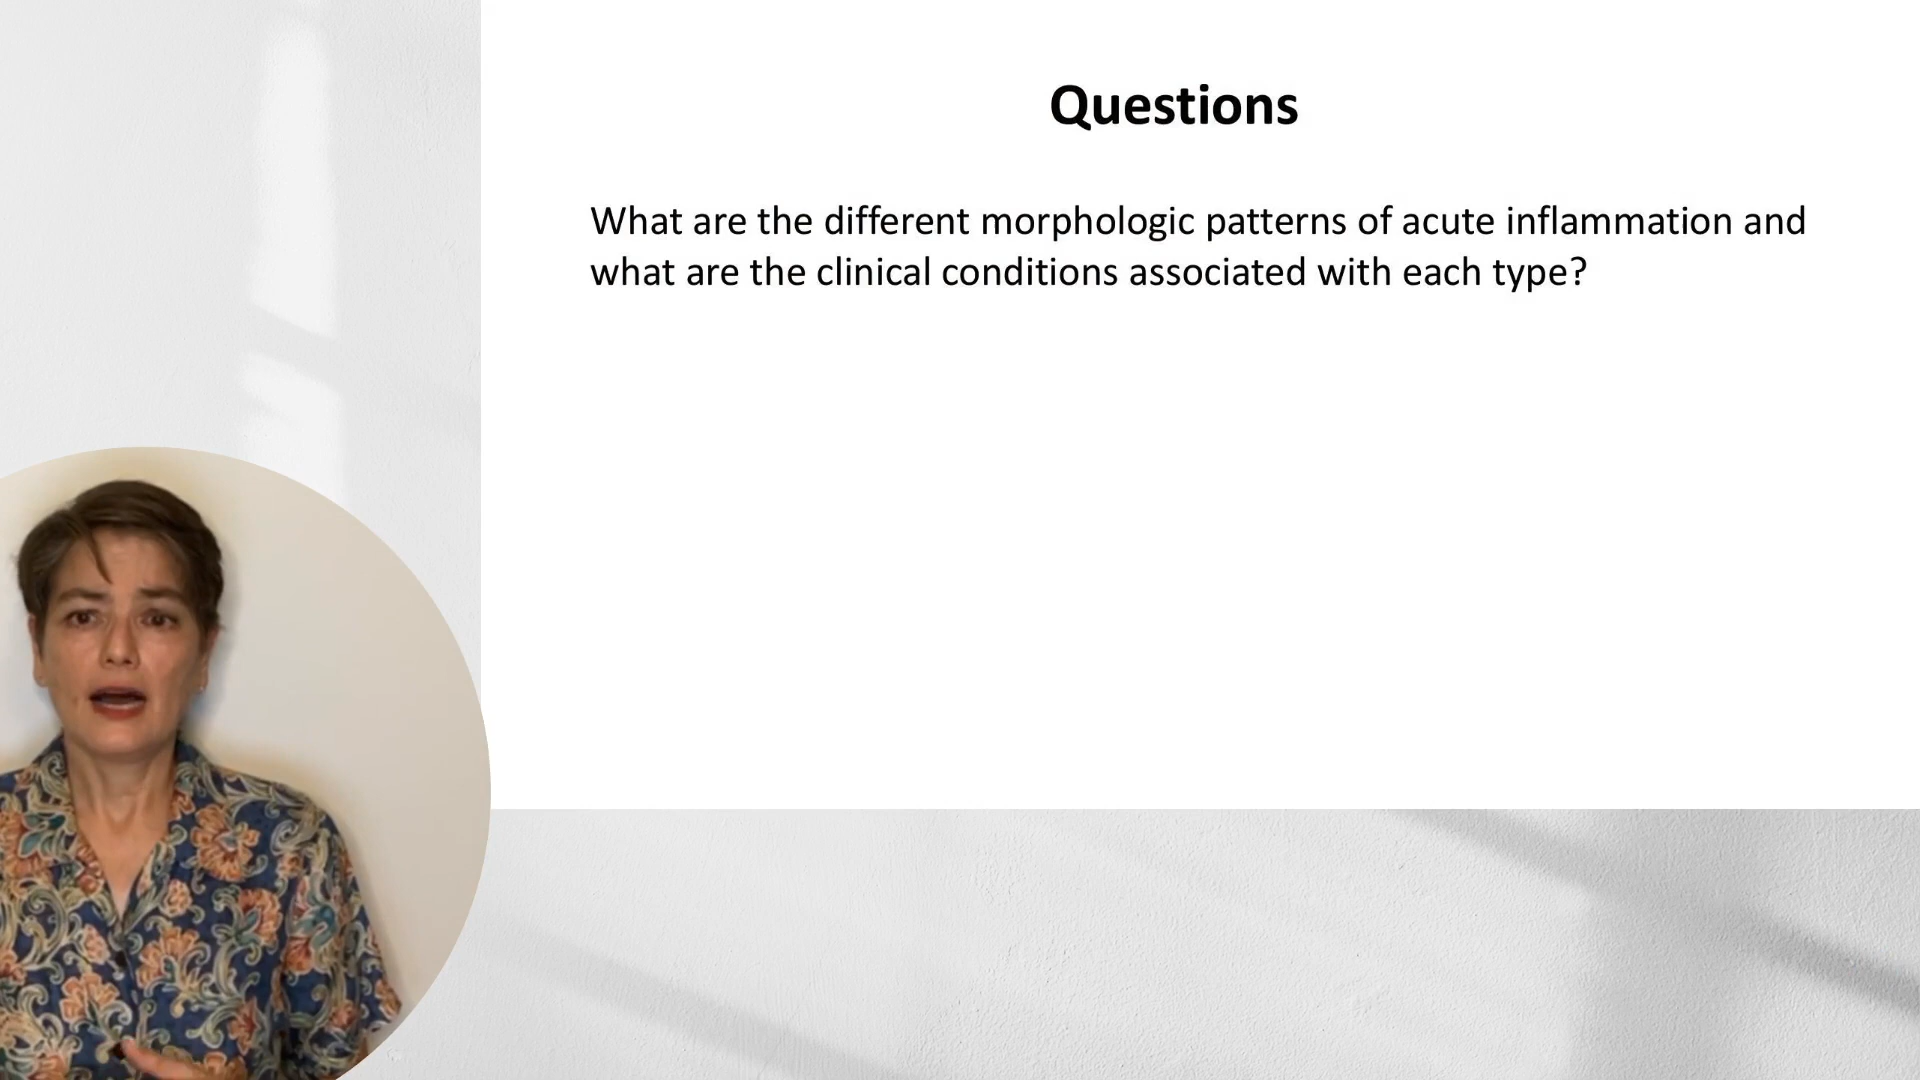 Questions
What are the different morphologic patterns of acute inflammation and
what are the clinical conditions associated with each type?